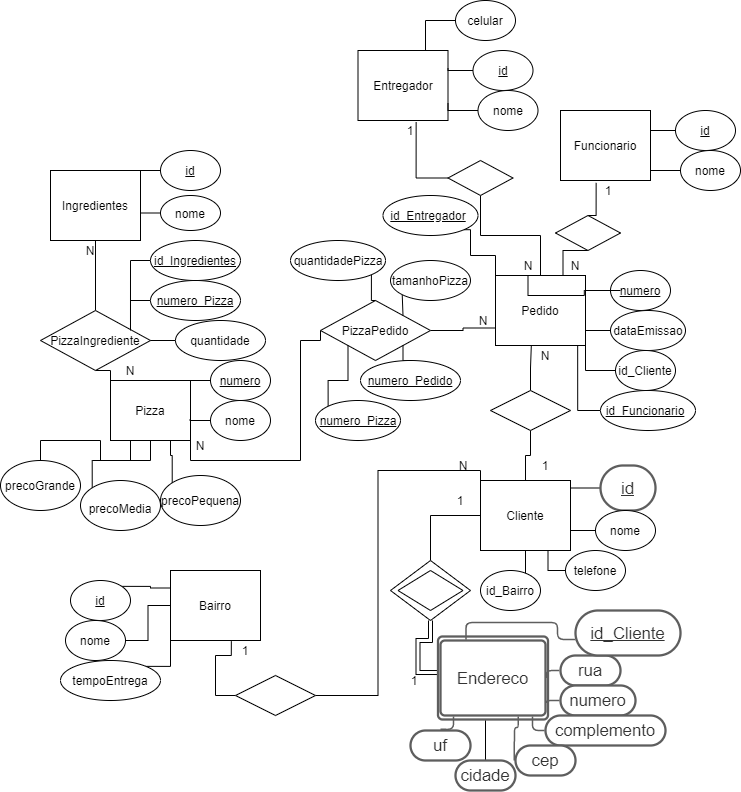 celular
Entregador
id
nome
1
Funcionario
id
nome
1
Ingredientes
id
nome
N
id_Entregador
id_Ingredientes
numero_Pizza
quantidade
PizzaIngrediente
N
quantidadePizza
tamanhoPizza
PizzaPedido
numero_Pedido
numero_Pizza
N
N
N
Pedido
numero
dataEmissao
id_Cliente
id_Funcionario
N
Pizza
numero
nome
N
precoGrande
precoMedia
precoPequena
1
N
1
Cliente
id
nome
telefone
id_Bairro
Bairro
id
nome
tempoEntrega
1
1
Endereco
id_Cliente
rua
numero
complemento
cep
cidade
uf